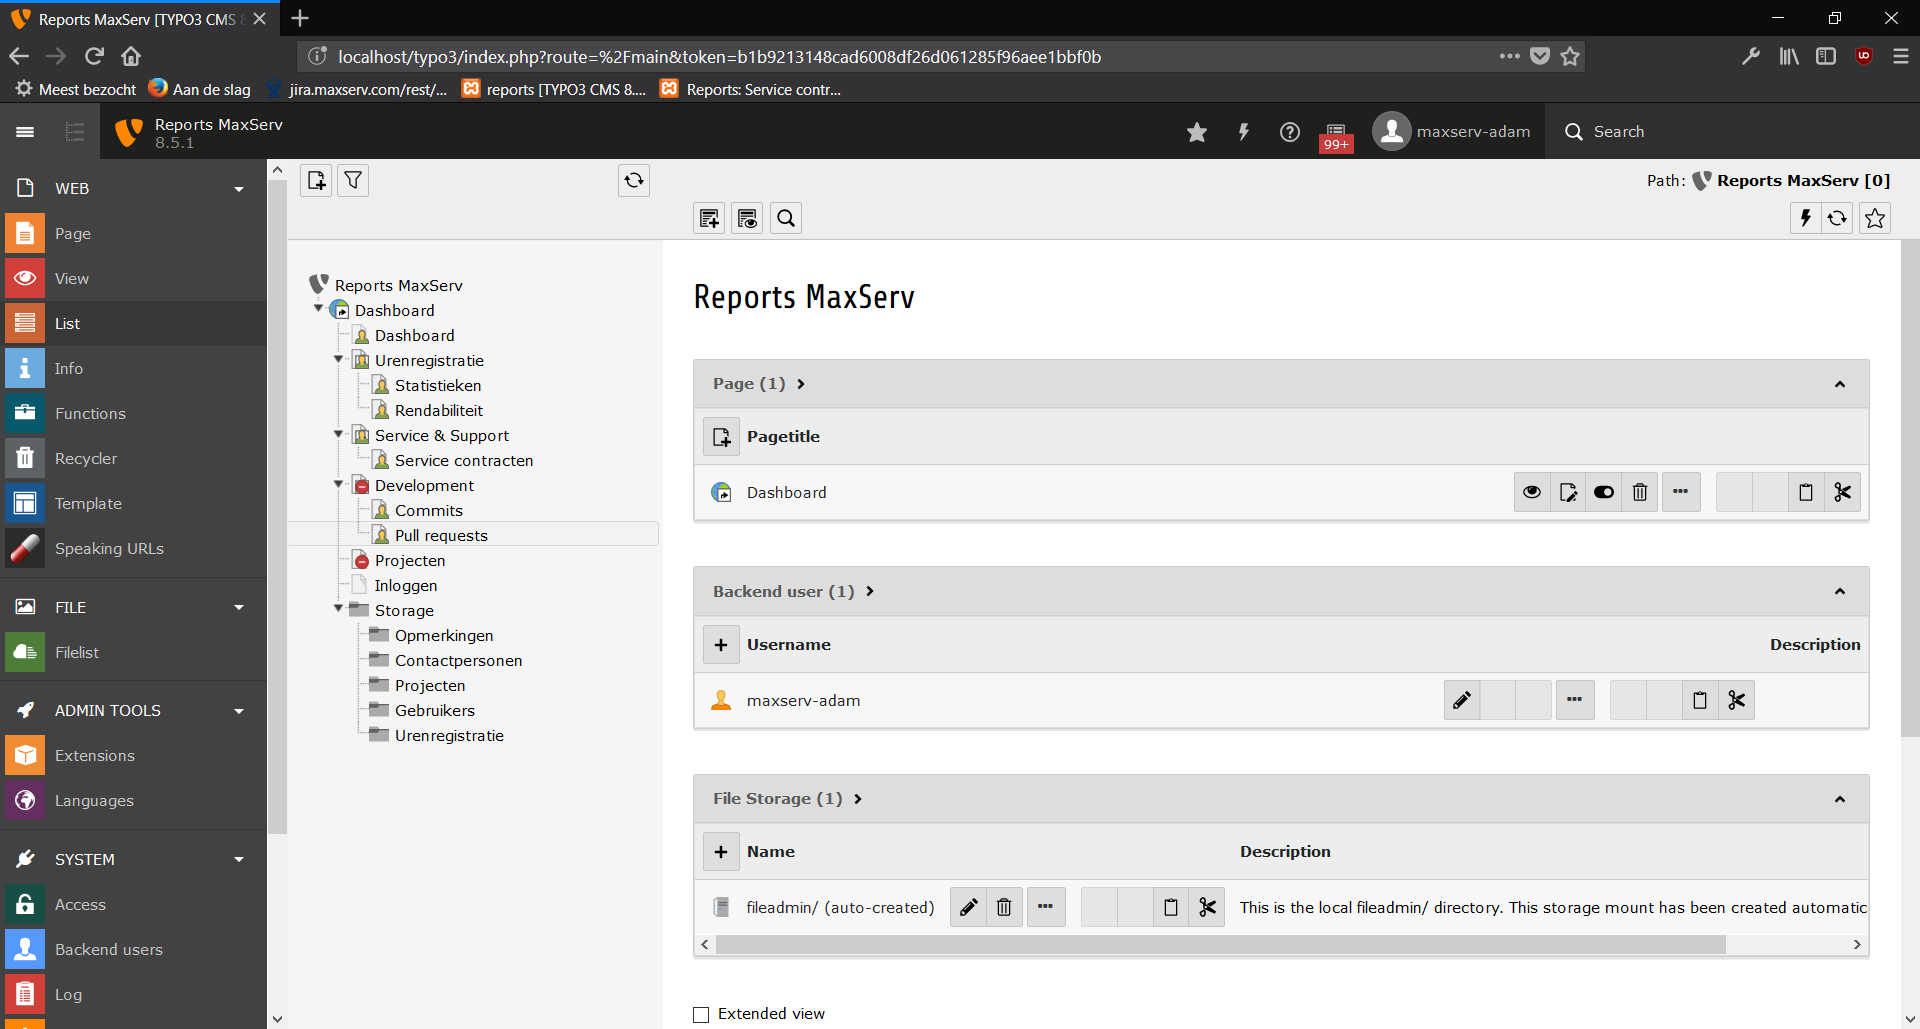 Reports MaxServ [TYPO3 CMS 8
localhost/typo3/index.php?route=%2Fmain&token=b1b9213148cad6008df26d061285f96aee1bbf0b
Meest bezocht
Aan de slag
jira.maxserv.com/rest/...
reports [TYPO3 CMS 8....
Reports: Service contr...
Reports MaxServ
8.5.1
99+
maxserv-adam
Search
WEB
Page
View
List
Info
Functions
Recycler
Template
Speaking URLs
FILE
Filelist
ADMIN TOOLS
Extensions
Languages
SYSTEM
Access
Backend users
Log
Reports MaxServ
Dashboard
Dashboard
Urenregistratie
Statistieken
Rendabiliteit
Service & Support
Service contracten
Development
Commits
Pull requests
Projecten
Inloggen
Storage
Opmerkingen
Contactpersonen
Projecten
Gebruikers
Urenregistratie
Path: Reports MaxServ [0]
Reports MaxServ
Page (1)
Pagetitle
Dashboard
Backend user (1)
Username Description
maxserv-adam
File Storage (1)
Name Description
fileadmin/ (auto-created) This is the local fileadmin/ directory. This storage mount has been created automatic
Extended view